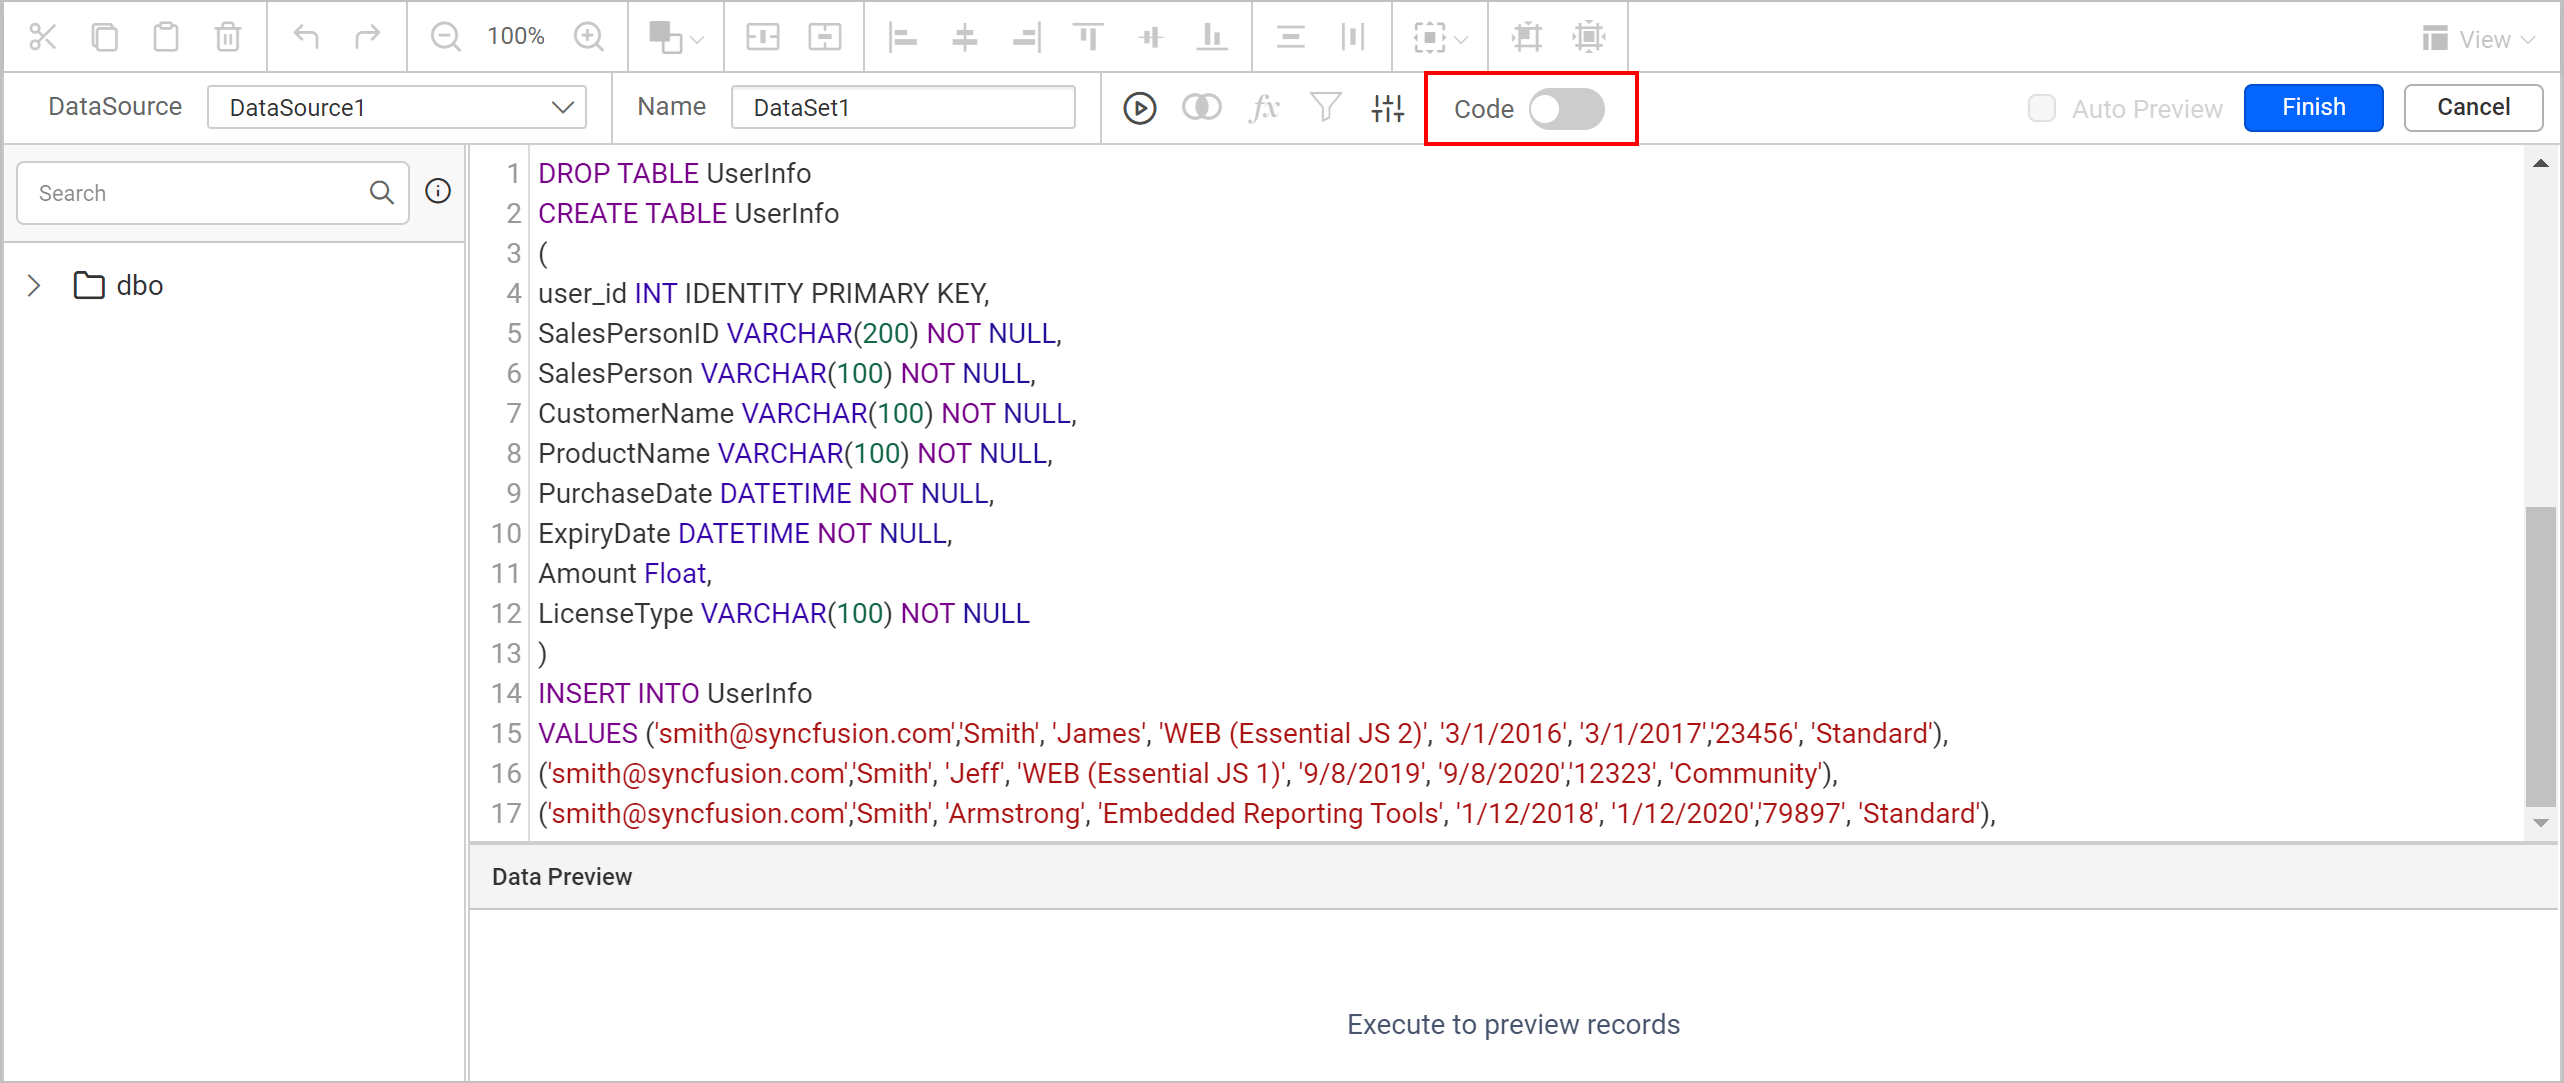 100%
View
DataSource DataSource1 Name DataSet1 fx Code Auto Preview Finish Cancel
Search
dbo
1 DROP TABLE UserInfo
2 CREATE TABLE UserInfo
3 (
4 user_id INT IDENTITY PRIMARY KEY,
5 SalesPersonID VARCHAR(200) NOT NULL,
6 SalesPerson VARCHAR(100) NOT NULL,
7 CustomerName VARCHAR(100) NOT NULL,
8 ProductName VARCHAR(100) NOT NULL,
9 PurchaseDate DATETIME NOT NULL,
10 ExpiryDate DATETIME NOT NULL,
11 Amount Float,
12 LicenseType VARCHAR(100) NOT NULL
13 )
14 INSERT INTO UserInfo
15 VALUES ('smith@syncfusion.com','Smith', 'James', 'WEB (Essential JS 2)', '3/1/2016', '3/1/2017','23456', 'Standard'),
16 ('smith@syncfusion.com','Smith', 'Jeff', 'WEB (Essential JS 1)', '9/8/2019', '9/8/2020','12323', 'Community'),
17 ('smith@syncfusion.com','Smith', 'Armstrong', 'Embedded Reporting Tools', '1/12/2018', '1/12/2020','79897', 'Standard'),
Data Preview
Execute to preview records